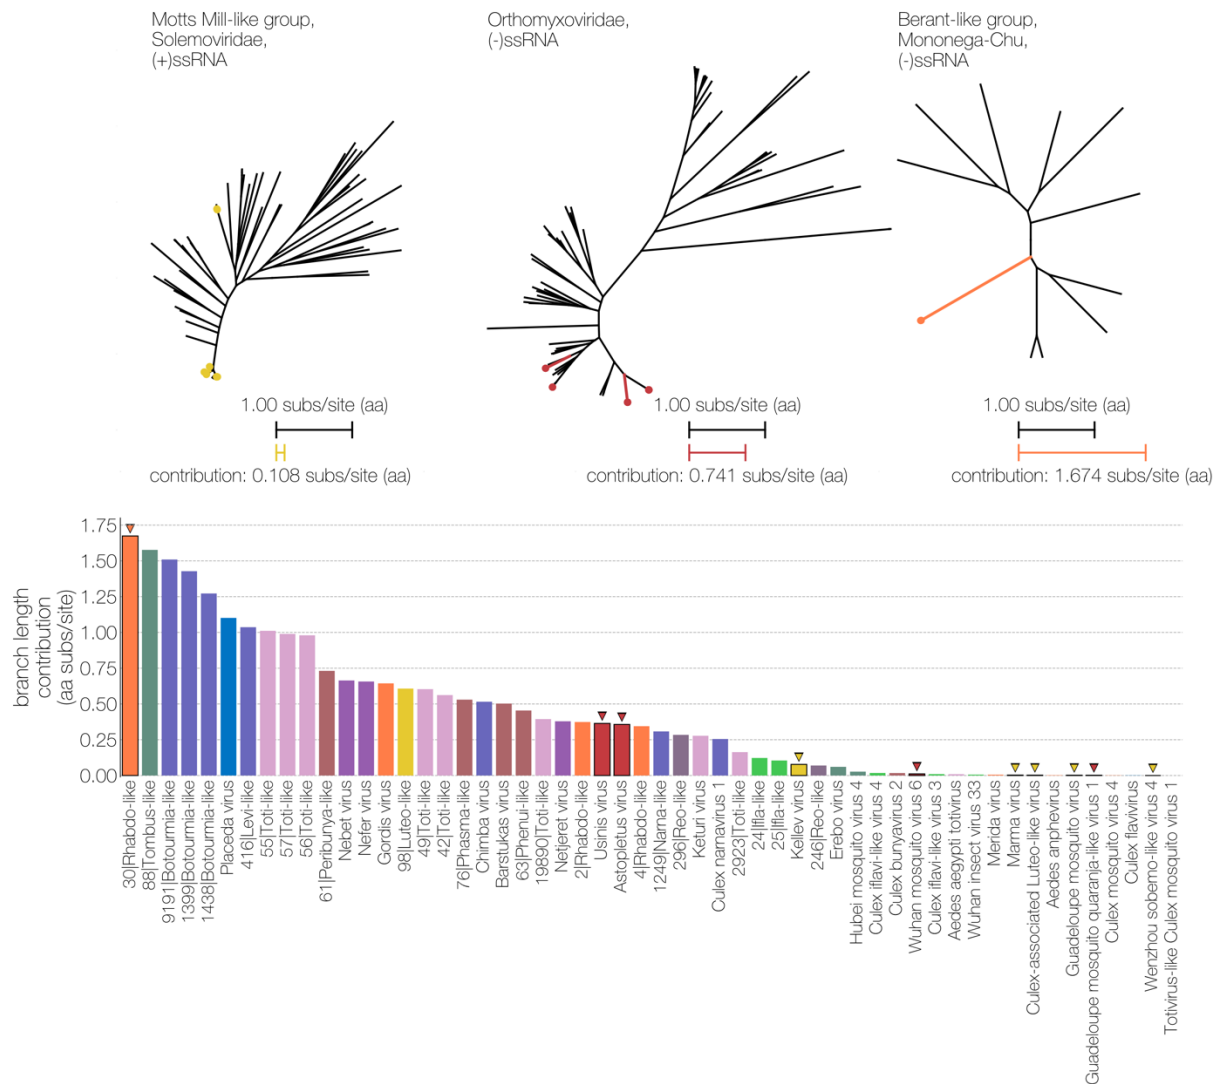 Motts Mill-like group,
Solemoviridae,
(+)ssRNA
Orthomyxoviridae,
(-)ssRNA
Berant-like group,
Mononega-Chu,
(-)ssRNA
1.00 subs/site (aa)
contribution: 0.108 subs/site (aa)
1.00 subs/site (aa)
contribution: 0.741 subs/site (aa)
1.00 subs/site (aa)
contribution: 1.674 subs/site (aa)
branch length
contribution
(aa subs/site)
1.75
1.50
1.25
1.00
0.75
0.50
0.25
0.00
30|Rhabdo-like
88|Tombus-like
919|Botourmia-like
1399|Botourmia-like
1438|Botourmia-like
Placeda virus
416|Levi-like
55|Toti-like
57|Toti-like
56|Toti-like
61|Peribunya-like
Nebet virus
Nefer virus
Gordis virus
98|Luteo-like
49|Toti-like
42|Toti-like
76|Phasma-like
Chimba virus
Barstukas virus
63|Phenui-like
19890|Toti-like
Netjeret virus
2|Rhabdo-like
Usinis virus
Astopletus virus
4|Rhabdo-like
1249|Narna-like
296|Reo-like
Keturi virus
Culex narnavirus 1
2923|Toti-like
24|Ifla-like
25|Ifla-like
Kellev virus
246|Reo-like
Erebo virus
Hubei mosquito virus 4
Culex iflavi-like virus 4
Culex bunyavirus 2
Wuhan mosquito virus 6
Culex iflavi-like virus 3
Aedes aegypti totivirus
Wuhan insect virus 33
Merida virus
Marma virus
Culex-associated Luteo-like virus
Aedes anphevirus
Guadeloupe mosquito virus
Guadeloupe mosquito quaranja-like virus 1
Culex mosquito virus 4
Culex flavivirus
Wenzhou sobemo-like virus 4
Totivirus-like Culex mosquito virus 1